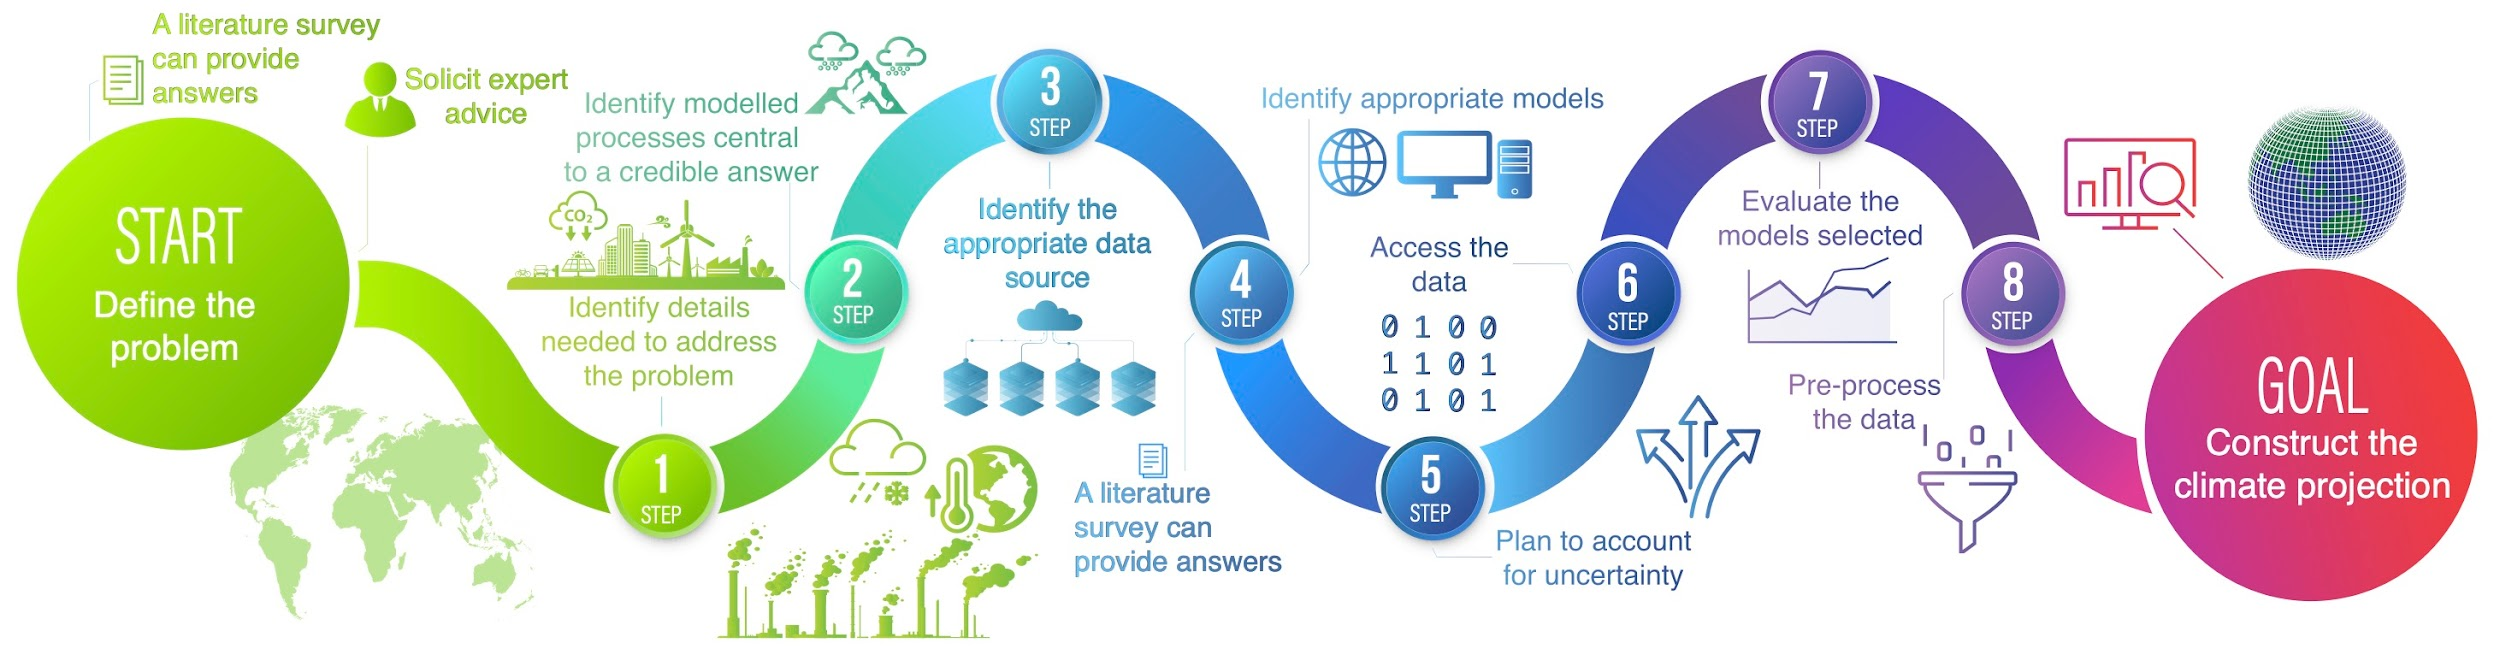 A literature survey
can provide
answers
Solicit expert
advice
START
Define the
problem
Identify modelled
processes central
to a credible answer
CO2
Identify details
needed to address
the problem
1
STEP
2
STEP
3
STEP
Identify the
appropriate data
source
4
STEP
Identify appropriate models
A literature
survey can
provide answers
Access the
data
0 1 0 0
1 1 0 1
0 1 0 1
5
STEP
Plan to account
for uncertainty
6
STEP
7
STEP
Evaluate the
models selected
8
STEP
Pre-process
the data
GOAL
Construct the
climate projection